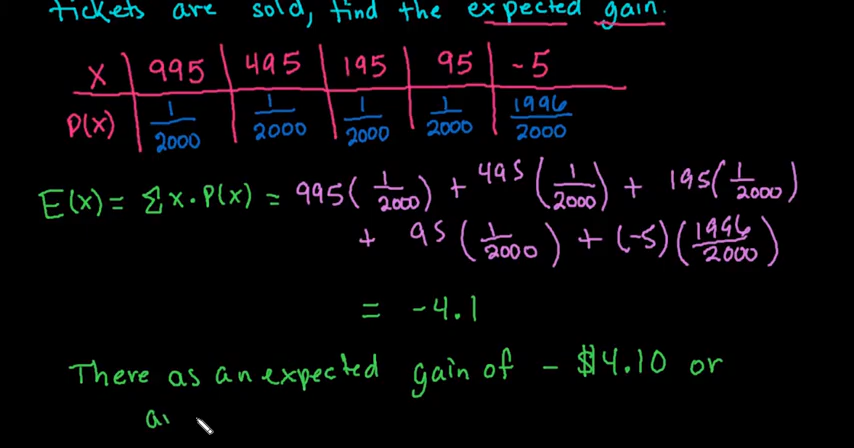 tickets are sold, find the expected gain.
X 995 495 195 95 -5
P(X) 1/2000 1/2000 1/2000 1/2000 1996/2000
E(X) = Σ X · P(X) = 995(1/2000) + 495(1/2000) + 195(1/2000)
+ 95(1/2000) + (-5)(1996/2000)
= -4.1
There as an expected gain of - $4.10 or